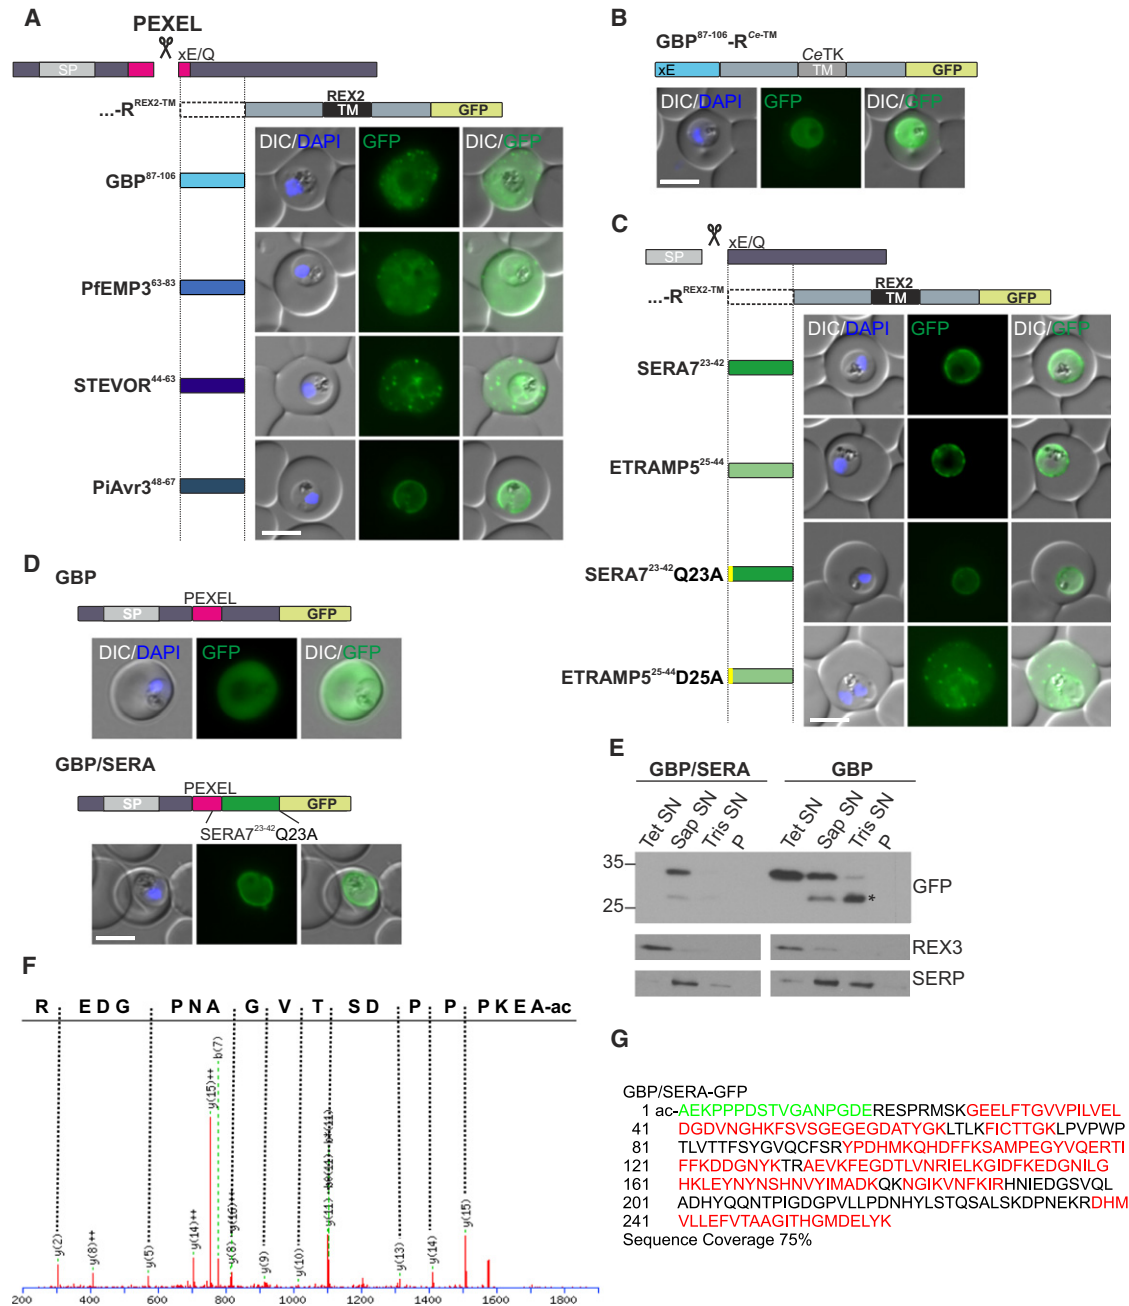 A
PEXEL
xE/Q
SP
REX2
...-R^REX2-TM
TM
GFP
DIC/DAPI
GFP
DIC/GFP
GBP^87-106
PfEMP3^63-83
STEVOR^44-63
PiAvr3^48-67
B
GBP^87-106-R^Ce-TM
CeTK
xE
TM
GFP
DIC/DAPI
GFP
DIC/GFP
C
xE/Q
SP
REX2
...-R^REX2-TM
TM
GFP
DIC/DAPI
GFP
DIC/GFP
SERA7^23-42
ETRAMP5^25-44
SERA7^23-42Q23A
ETRAMP5^25-44D25A
D
GBP
PEXEL
SP
GFP
DIC/DAPI
GFP
DIC/GFP
GBP/SERA
PEXEL
SP
GFP
SERA7^23-42Q23A
E
GBP/SERA
GBP
Tet SN
Sap SN
Tris SN
P
Tet SN
Sap SN
Tris SN
P
35
25
*
GFP
REX3
SERP
F
R E D G P N A G V T S D P P P K E A-ac
y(2)
y(8)++
y(5)
y(14)++
y(15)++
b(7)
y(8)
y(16)++
y(9)
y(10)
y(11)
y(13)
y(14)
y(15)
200 400 600 800 1000 1200 1400 1600 1800
G
GBP/SERA-GFP
1 ac-AEKPPPDSTVGANPGDERESPRMSKGEELFTGVVPILVEL
41 DGDVNGHKFSVSGEGEGDATYGKLTLKFICTTGKLPVPWP
81 TLVTTFSYGVQCFSRYPDHMKQHDFFKSAMPEGYVQERTI
121 FFKDDGNYKTRAEVKFEGDTLVNRIELKGIDFKEDGNILG
161 HKLEYNYNSHNVYIMADKQKNGIKVNFKIRHNIEDGSVQL
201 ADHYQQNTPIGDGPVLLPDNHYLSTQSALSKDPNEKRDHM
241 VLLEFVTAAGITHGMDELYK
Sequence Coverage 75%